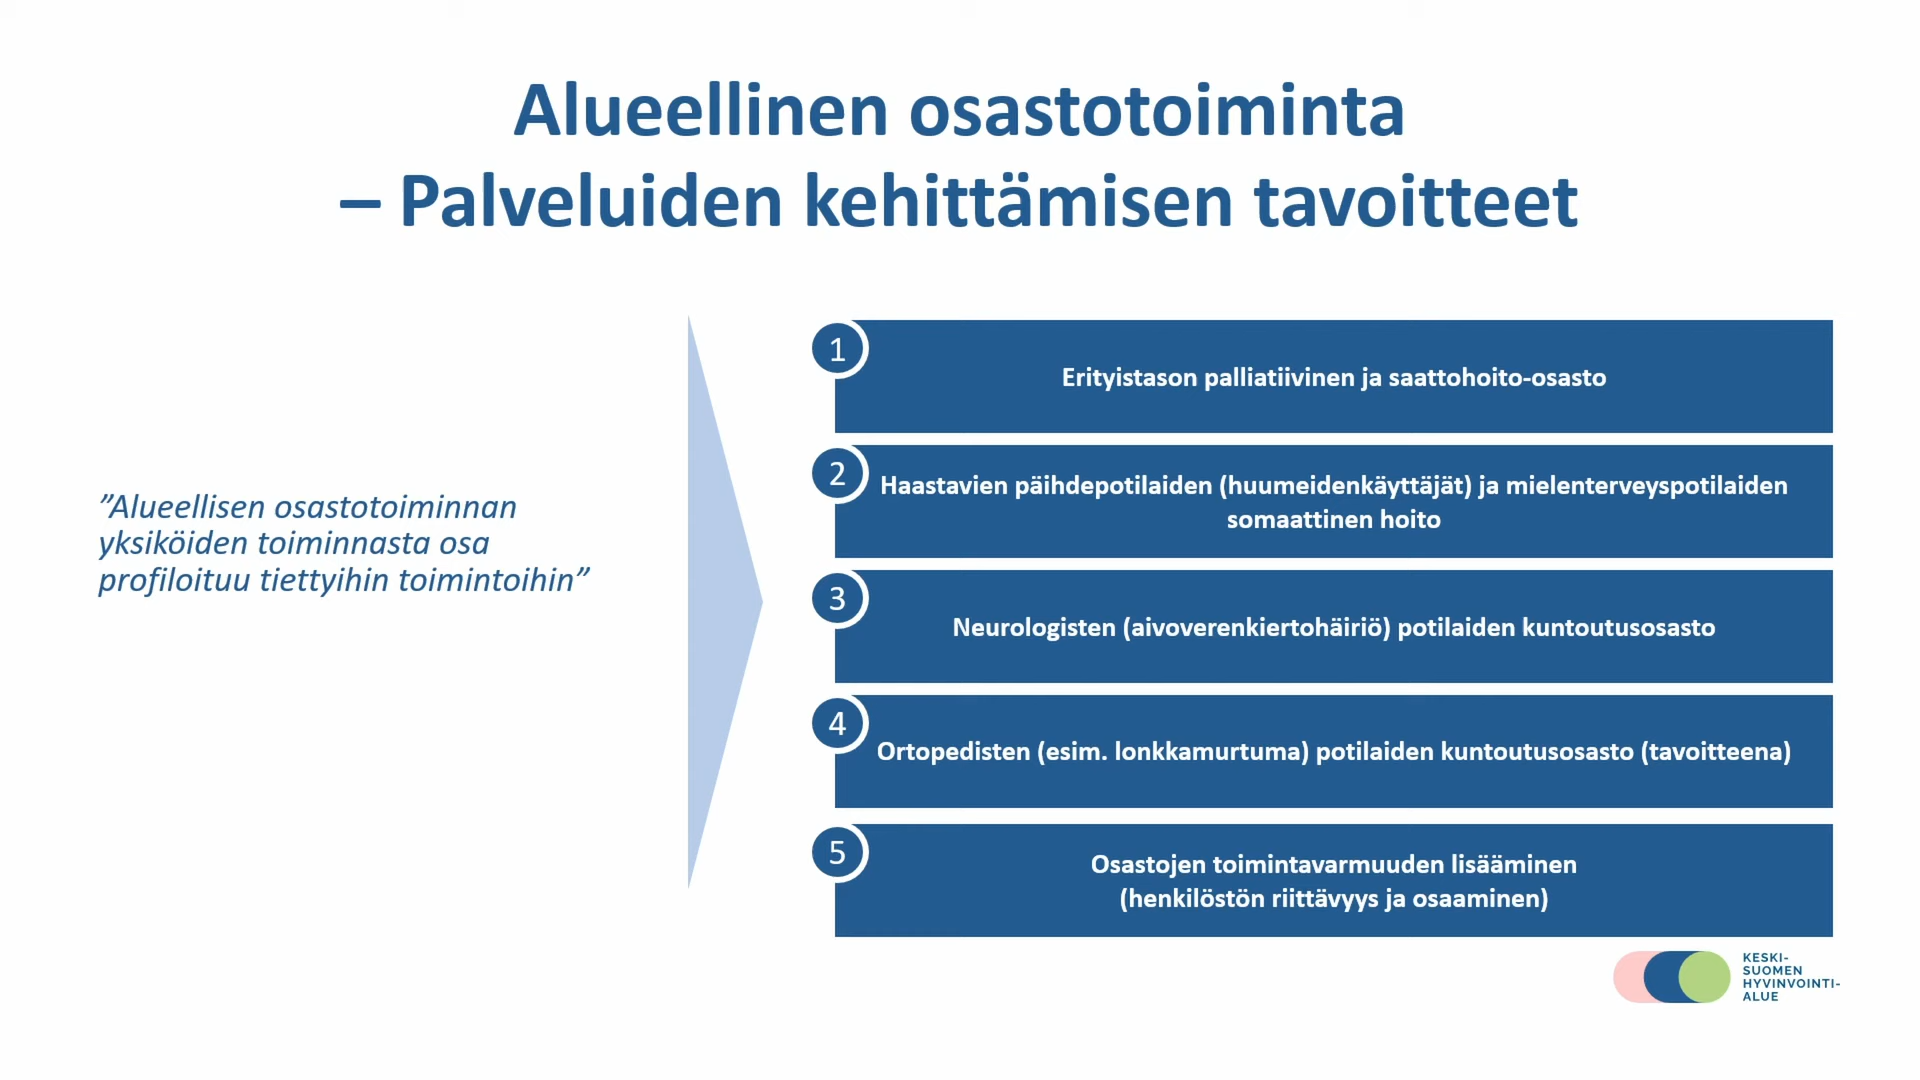 Alueellinen osastotoiminta
– Palveluiden kehittämisen tavoitteet
”Alueellisen osastotoiminnan
yksiköiden toiminnasta osa
profiloituu tiettyihin toimintoihin”
1
Erityistason palliatiivinen ja saattohoito-osasto
2
Haastavien päihdepotilaiden (huumeidenkäyttäjät) ja mielenterveyspotilaiden
somaattinen hoito
3
Neurologisten (aivoverenkiertohäiriö) potilaiden kuntoutusosasto
4
Ortopedisten (esim. lonkkamurtuma) potilaiden kuntoutusosasto (tavoitteena)
5
Osastojen toimintavarmuuden lisääminen
(henkilöstön riittävyys ja osaaminen)
KESKI-
SUOMEN
HYVINVOINTI-
ALUE